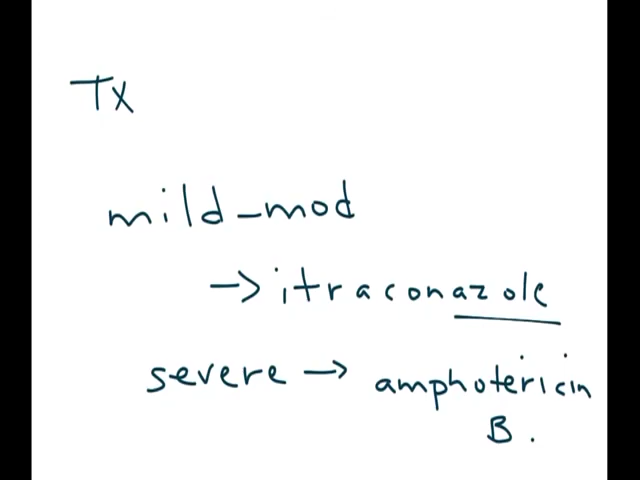 Tx
mild-mod
→ itraconazole
severe → amphotericin
B.